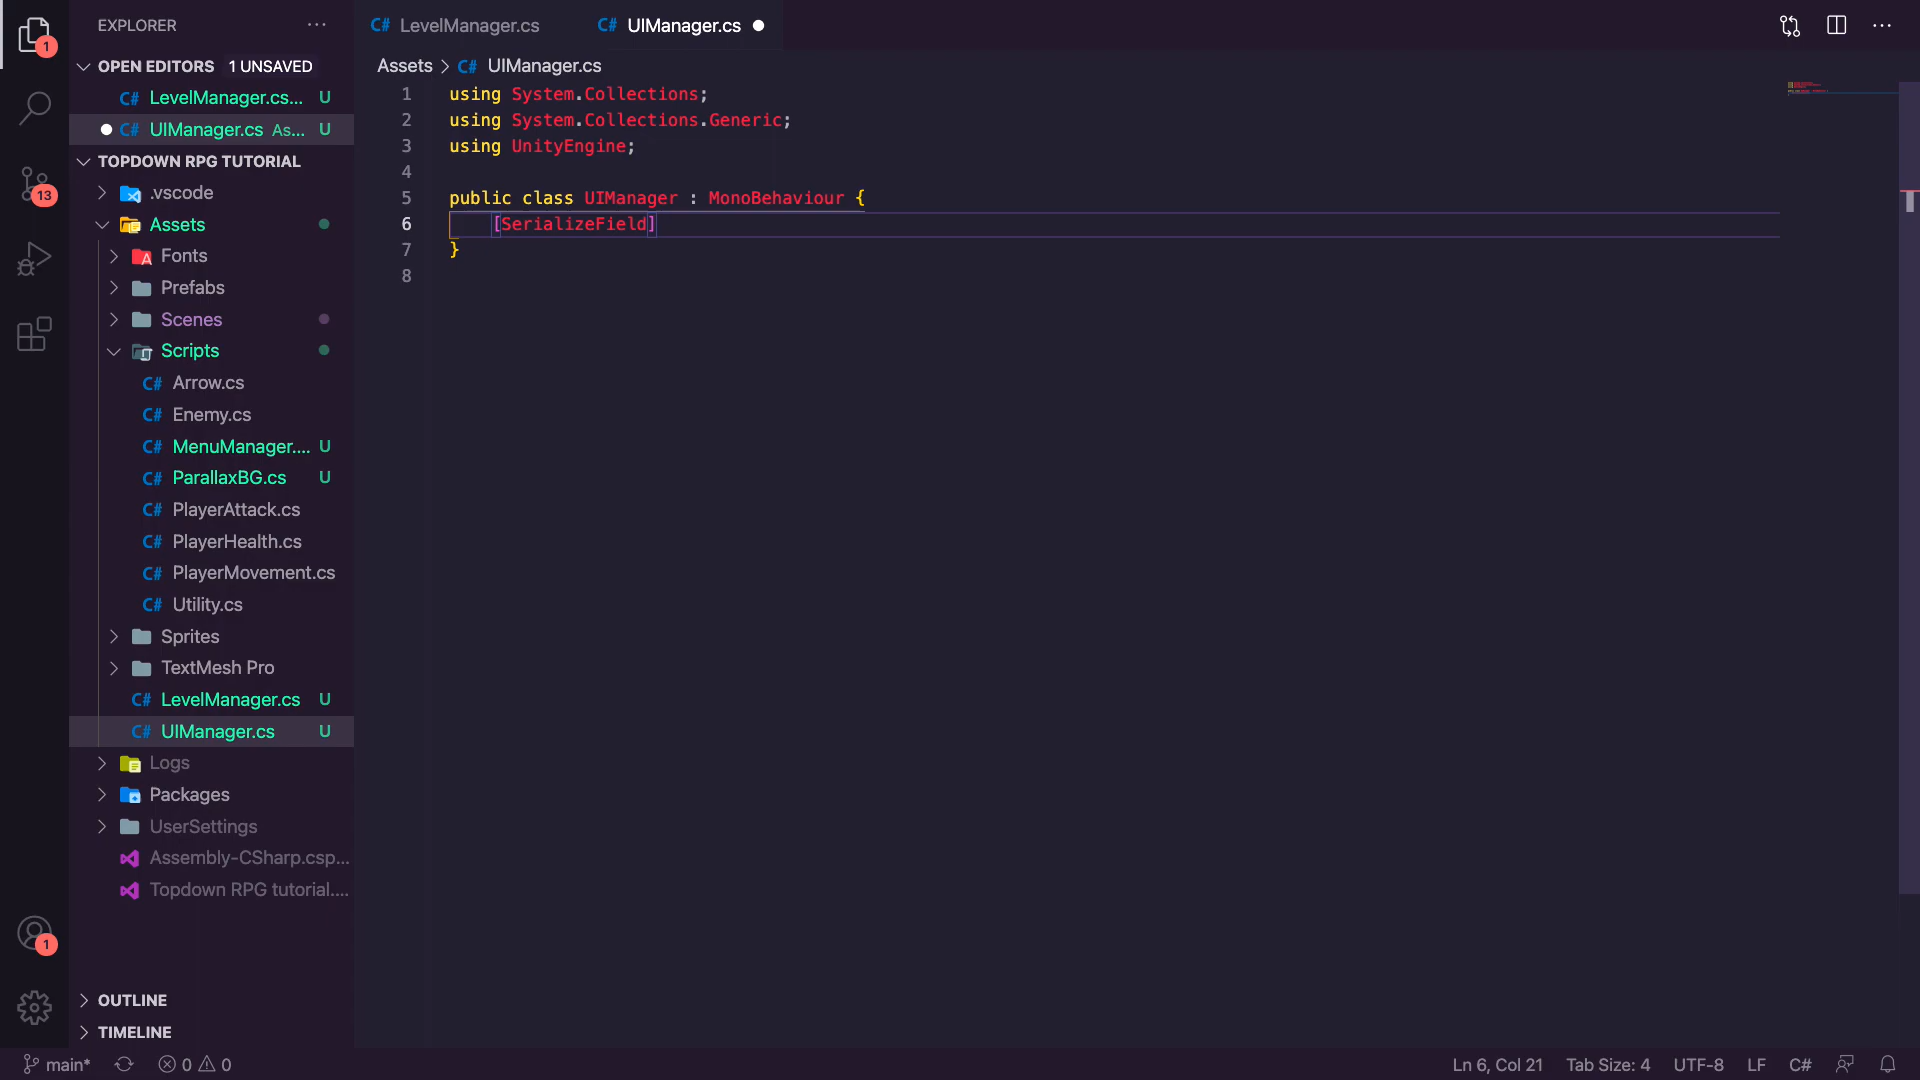 EXPLORER
OPEN EDITORS 1 UNSAVED
C# LevelManager.cs... U
C# UIManager.cs As... U
TOPDOWN RPG TUTORIAL
.vscode
Assets
Fonts
Prefabs
Scenes
Scripts
C# Arrow.cs
C# Enemy.cs
C# MenuManager.... U
C# ParallaxBG.cs U
C# PlayerAttack.cs
C# PlayerHealth.cs
C# PlayerMovement.cs
C# Utility.cs
Sprites
TextMesh Pro
C# LevelManager.cs U
C# UIManager.cs U
Logs
Packages
UserSettings
Assembly-CSharp.csp...
Topdown RPG tutorial....
OUTLINE
TIMELINE
1
13
1
C# LevelManager.cs C# UIManager.cs
Assets > C# UIManager.cs
1 using System.Collections;
2 using System.Collections.Generic;
3 using UnityEngine;
4
5 public class UIManager : MonoBehaviour {
6 [SerializeField]
7 }
8
main* 0 0 Ln 6, Col 21 Tab Size: 4 UTF-8 LF C#